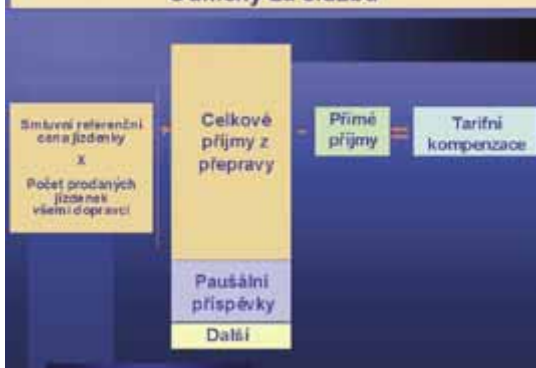 Smluvní referenční
cena jízdenky
x
Počet prodaných
jízdenek
všemi dopravci
Celkové
příjmy z
přepravy
-
Přímé
příjmy
=
Tarifní
kompenzace
Paušální
příspěvky
Další